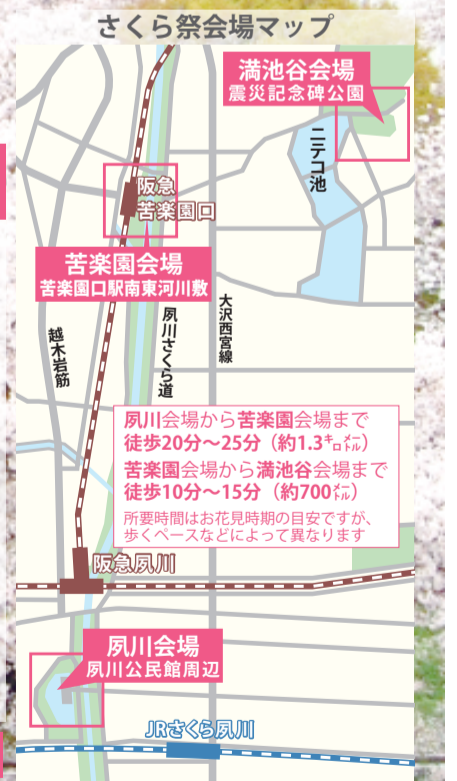 さくら祭会場マップ
満池谷会場
震災記念碑公園
ニテコ池
阪急
苦楽園口
苦楽園会場
苦楽園口駅南東河川敷
越木岩筋
夙川さくら道
大沢西宮線
夙川会場から苦楽園会場まで
徒歩20分～25分（約1.3㌔㍍）
苦楽園会場から満池谷会場まで
徒歩10分～15分（約700㍍）
所要時間はお花見時期の目安ですが、
歩くペースなどによって異なります
阪急夙川
夙川会場
夙川公民館周辺
JRさくら夙川